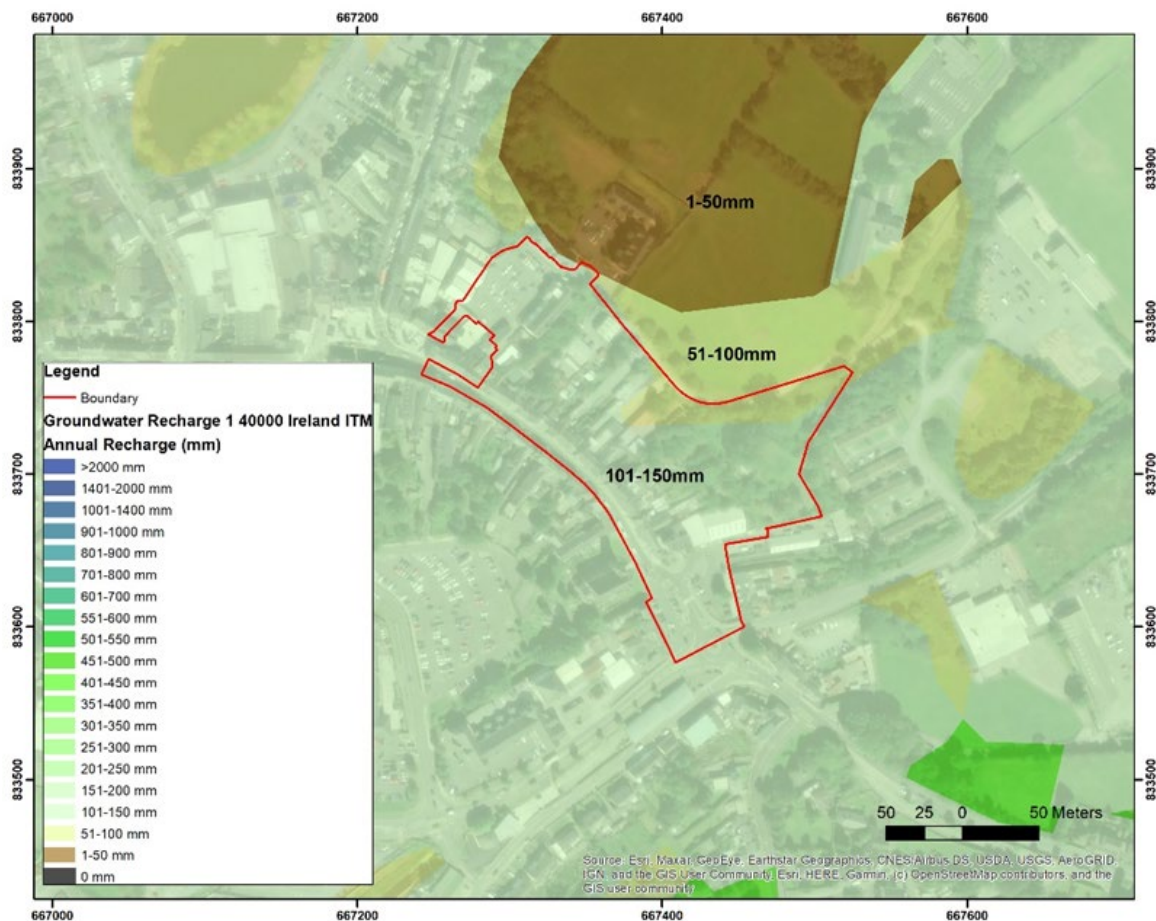 667000 667200 667400 667600
833900 833900
1-50mm
833800 833800
51-100mm
Legend
Boundary
Groundwater Recharge 1 40000 Ireland ITM
Annual Recharge (mm)
>2000 mm
1401-2000 mm
1001-1400 mm
901-1000 mm
801-900 mm
701-800 mm
601-700 mm
551-600 mm
501-550 mm
451-500 mm
401-450 mm
351-400 mm
301-350 mm
251-300 mm
201-250 mm
151-200 mm
101-150 mm
51-100 mm
1-50 mm
0 mm
833700 833700
101-150mm
833600 833600
833500 833500
50 25 0 50 Meters
Source: Esri, Maxar, GeoEye, Earthstar Geographics, CNES/Airbus DS, USDA, USGS, AeroGRID,
IGN, and the GIS User Community, Esri, HERE, Garmin, (c) OpenStreetMap contributors, and the
GIS user community
667000 667200 667400 667600